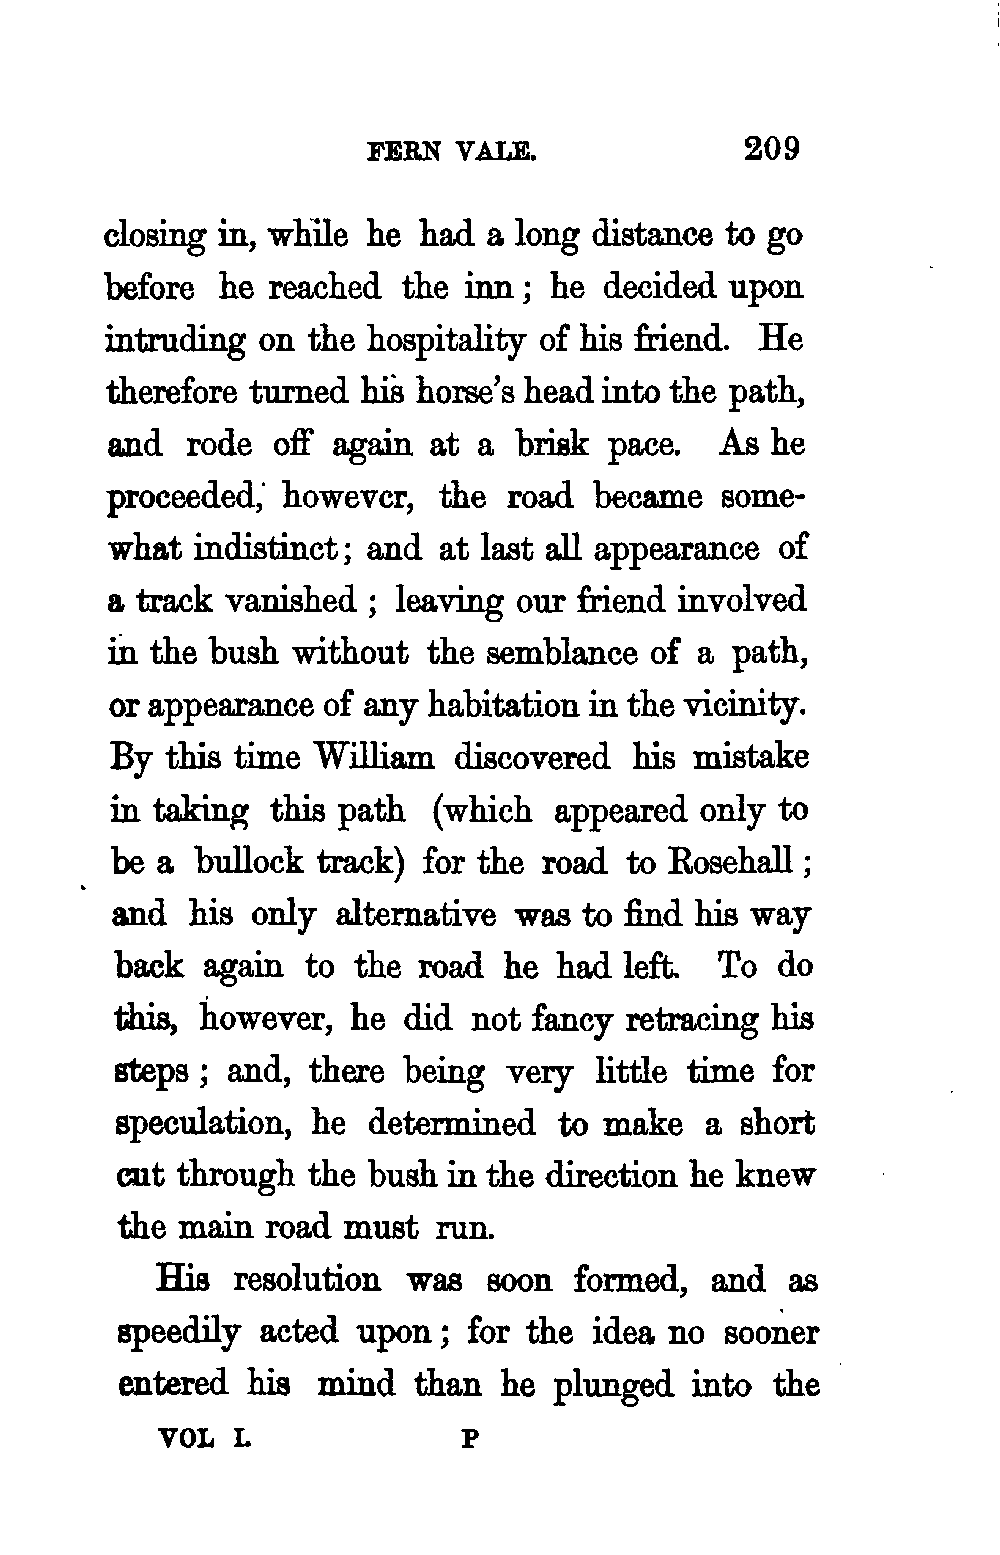 FERN VALE. 209
closing in, while he had a long distance to go
before he reached the inn; he decided upon
intruding on the hospitality of his friend. He
therefore turned his horse's head into the path,
and rode off again at a brisk pace. As he
proceeded, however, the road became some-
what indistinct; and at last all appearance of
a track vanished; leaving our friend involved
in the bush without the semblance of a path,
or appearance of any habitation in the vicinity.
By this time William discovered his mistake
in taking this path (which appeared only to
be a bullock track) for the road to Rosehall;
and his only alternative was to find his way
back again to the road he had left. To do
this, however, he did not fancy retracing his
steps; and, there being very little time for
speculation, he determined to make a short
cut through the bush in the direction he knew
the main road must run.
His resolution was soon formed, and as
speedily acted upon; for the idea no sooner
entered his mind than he plunged into the
VOL I. P